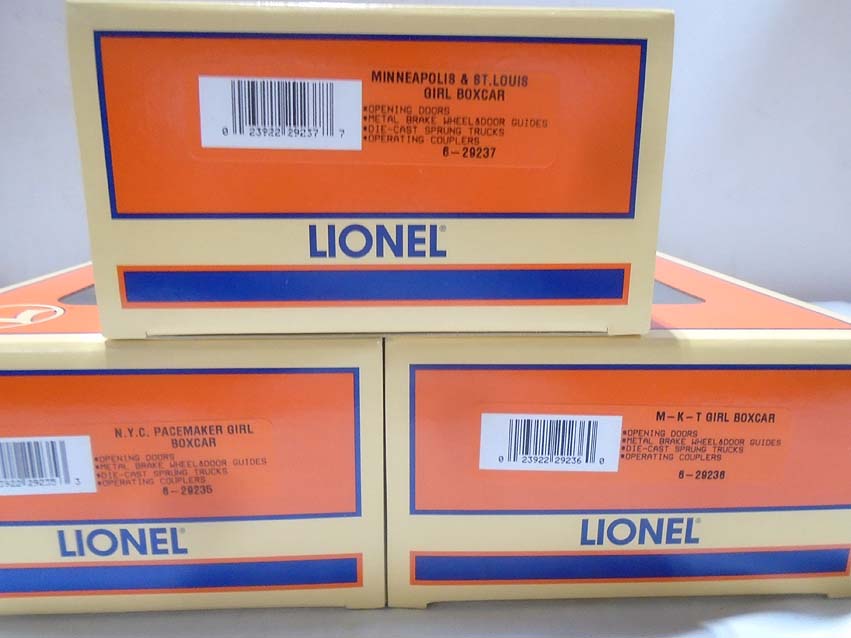 MINNEAPOLIS & ST.LOUIS
GIRL BOXCAR
*OPENING DOORS
*METAL BRAKE WHEEL&DOOR GUIDES
*DIE-CAST SPRUNG TRUCKS
*OPERATING COUPLERS
6-29237
0 23922 29237 7
LIONEL®
N.Y.C. PACEMAKER GIRL
BOXCAR
*OPENING DOORS
*METAL BRAKE WHEEL&DOOR GUIDES
*DIE-CAST SPRUNG TRUCKS
*OPERATING COUPLERS
6-29235
23922 29235 3
LIONEL®
M-K-T GIRL BOXCAR
*OPENING DOORS
*METAL BRAKE WHEEL&DOOR GUIDES
*DIE-CAST SPRUNG TRUCKS
*OPERATING COUPLERS
6-29236
0 23922 29236 0
LIONEL®